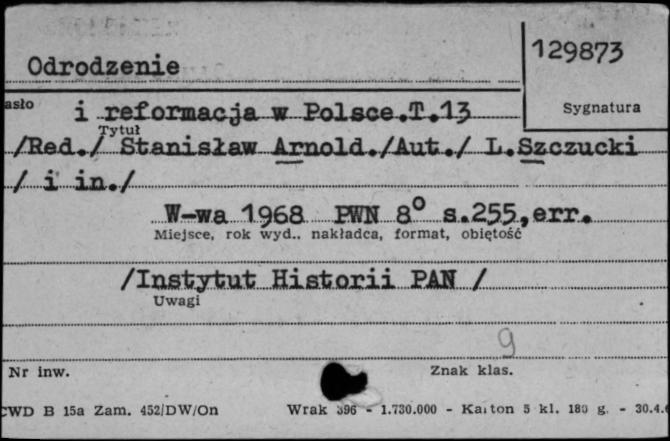 129873
Odrodzenie
asło i reformacja w Polsce.T.13
Sygnatura
Tytuł
/Red./ Stanisław Arnold./Aut./ L.Szczucki
/ i in./
W-wa 1968 PWN 8° s.255,err.
Miejsce, rok wyd., nakładca, format, objętość
/Instytut Historii PAN /
Uwagi
9
Nr inw.
Znak klas.
CWD B 15a Zam. 452/DW/On Wrak 396 - 1.730.000 - Karton 5 kl. 180 g. - 30.4.